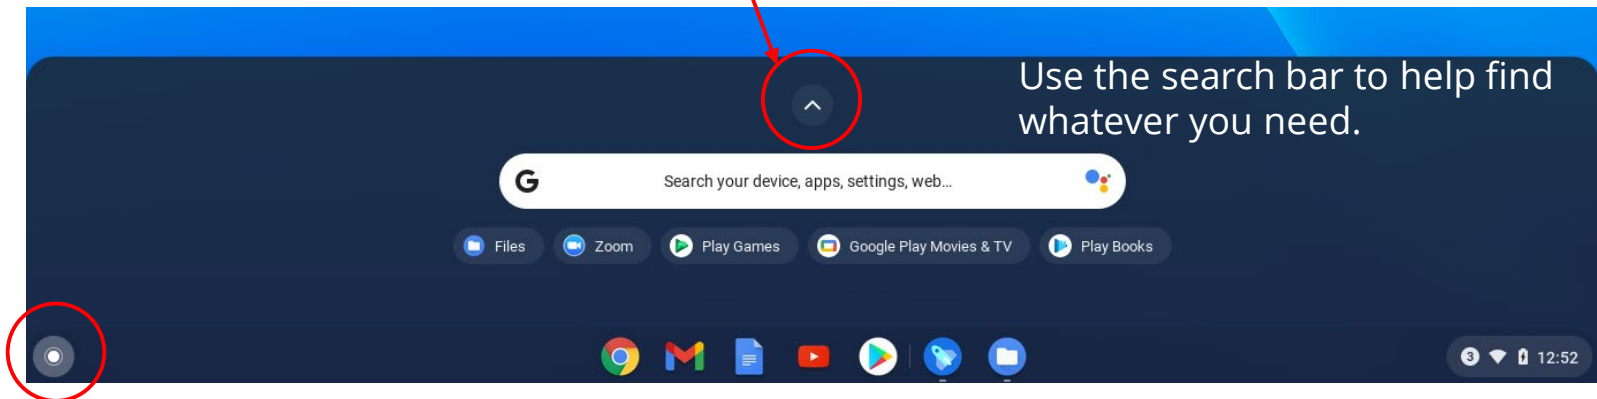 Use the search bar to help find
whatever you need.
G
Search your device, apps, settings, web...
Files Zoom Play Games Google Play Movies & TV Play Books
3 12:52